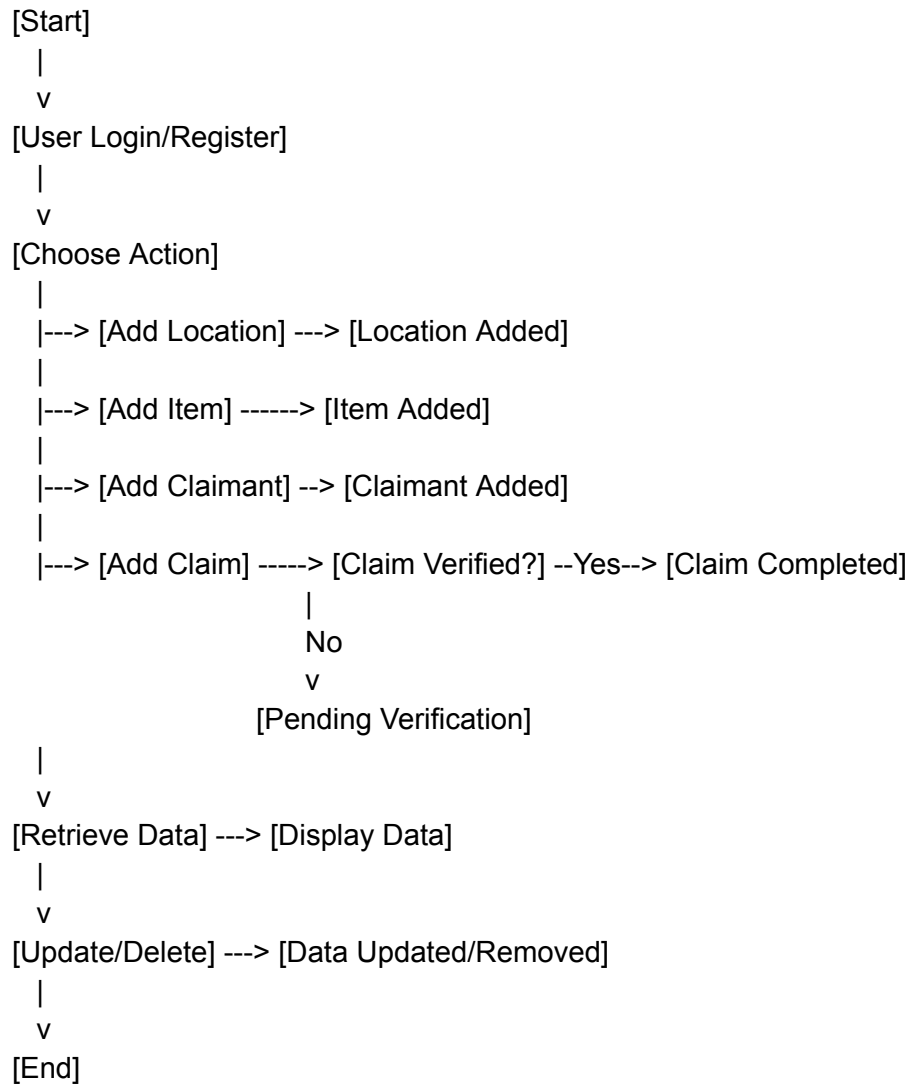 [Start]
|
v
[User Login/Register]
|
v
[Choose Action]
|
|---> [Add Location] ---> [Location Added]
|
|---> [Add Item] ------> [Item Added]
|
|---> [Add Claimant] --> [Claimant Added]
|
|---> [Add Claim] -----> [Claim Verified?] --Yes--> [Claim Completed]
|
No
v
[Pending Verification]
|
v
[Retrieve Data] ---> [Display Data]
|
v
[Update/Delete] ---> [Data Updated/Removed]
|
v
[End]